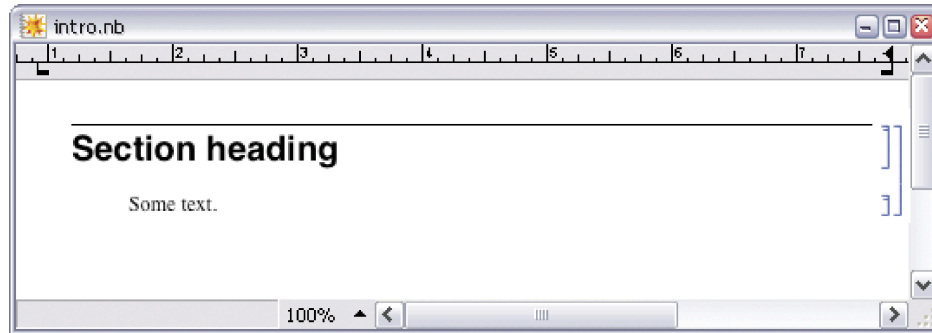 intro.nb
1 2 3 4 5 6 7
Section heading
Some text.
100%